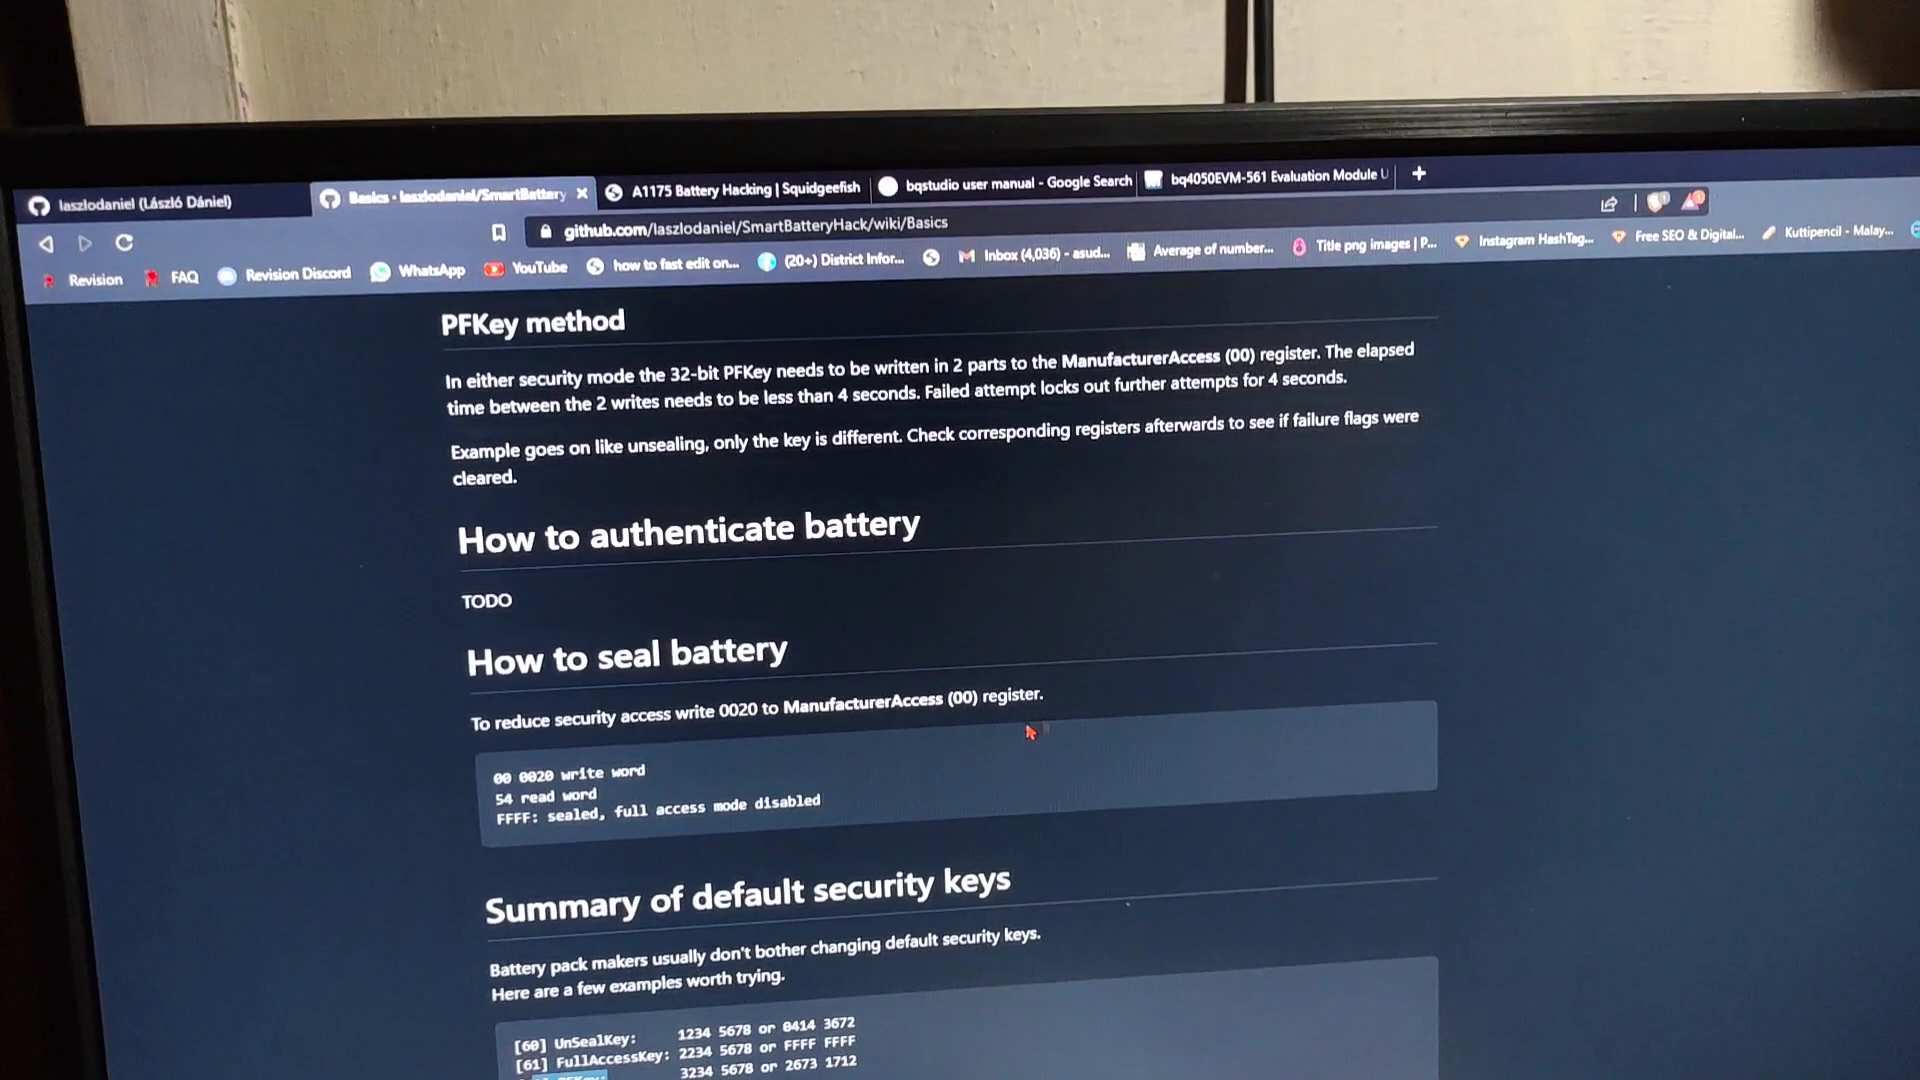 laszlodaniel (László Dániel)
Basics · laszlodaniel/SmartBattery
A1175 Battery Hacking | Squidgeefish
bqstudio user manual - Google Search
bq4050EVM-561 Evaluation Module U
github.com/laszlodaniel/SmartBatteryHack/wiki/Basics
Revision
FAQ
Revision Discord
WhatsApp
YouTube
how to fast edit on...
(20+) District Infor...
Inbox (4,036) - asud...
Average of number...
Title png images | P...
Instagram HashTag...
Free SEO & Digital...
Kuttipencil - Malay...
PFKey method
In either security mode the 32-bit PFKey needs to be written in 2 parts to the ManufacturerAccess (00) register. The elapsed
time between the 2 writes needs to be less than 4 seconds. Failed attempt locks out further attempts for 4 seconds.
Example goes on like unsealing, only the key is different. Check corresponding registers afterwards to see if failure flags were
cleared.
How to authenticate battery
TODO
How to seal battery
To reduce security access write 0020 to ManufacturerAccess (00) register.
00 0020 write word
54 read word
FFFF: sealed, full access mode disabled
Summary of default security keys
Battery pack makers usually don't bother changing default security keys.
Here are a few examples worth trying.
[60] UnSealKey: 1234 5678 or 0414 3672
[61] FullAccessKey: 2234 5678 or FFFF FFFF
PFKey: 3234 5678 or 2673 1712